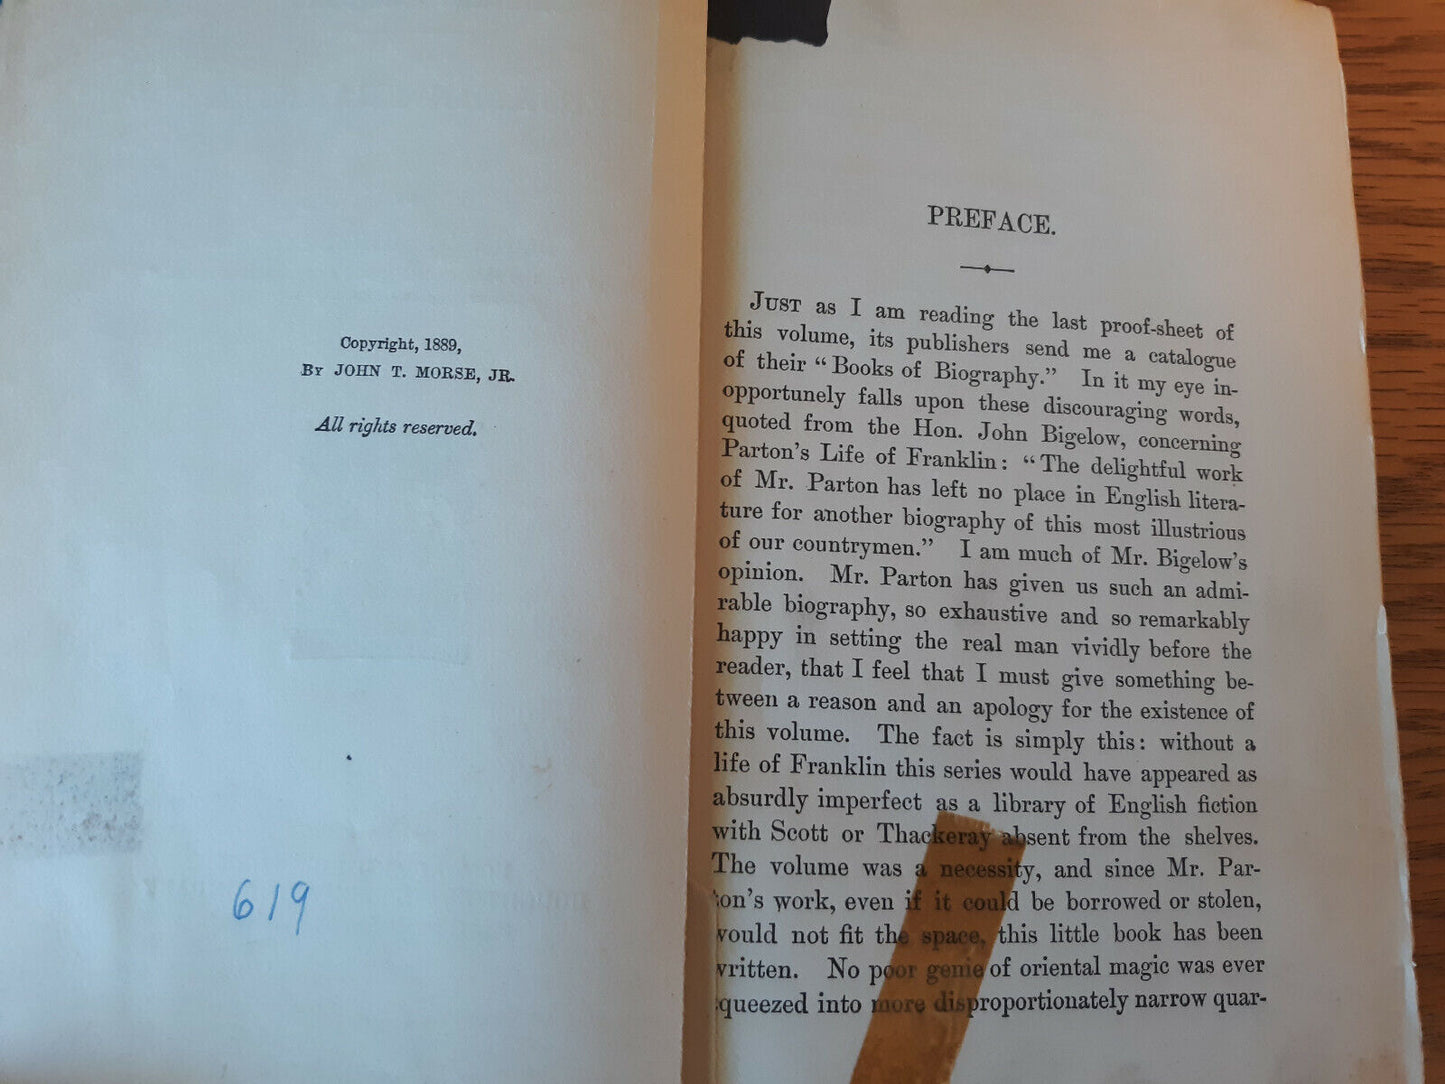 Copyright, 1889,
By JOHN T. MORSE, JR.
All rights reserved.
619
PREFACE.
JUST as I am reading the last proof-sheet of
this volume, its publishers send me a catalogue
of their “Books of Biography.” In it my eye in-
opportunely falls upon these discouraging words,
quoted from the Hon. John Bigelow, concerning
Parton’s Life of Franklin: “The delightful work
of Mr. Parton has left no place in English litera-
ture for another biography of this most illustrious
of our countrymen.” I am much of Mr. Bigelow’s
opinion. Mr. Parton has given us such an admi-
rable biography, so exhaustive and so remarkably
happy in setting the real man vividly before the
reader, that I feel that I must give something be-
tween a reason and an apology for the existence of
this volume. The fact is simply this: without a
life of Franklin this series would have appeared as
absurdly imperfect as a library of English fiction
with Scott or Thackeray absent from the shelves.
The volume was a necessity, and since Mr. Par-
ton’s work, even if it could be borrowed or stolen,
would not fit the space, this little book has been
written. No poor genie of oriental magic was ever
squeezed into more disproportionately narrow quar-